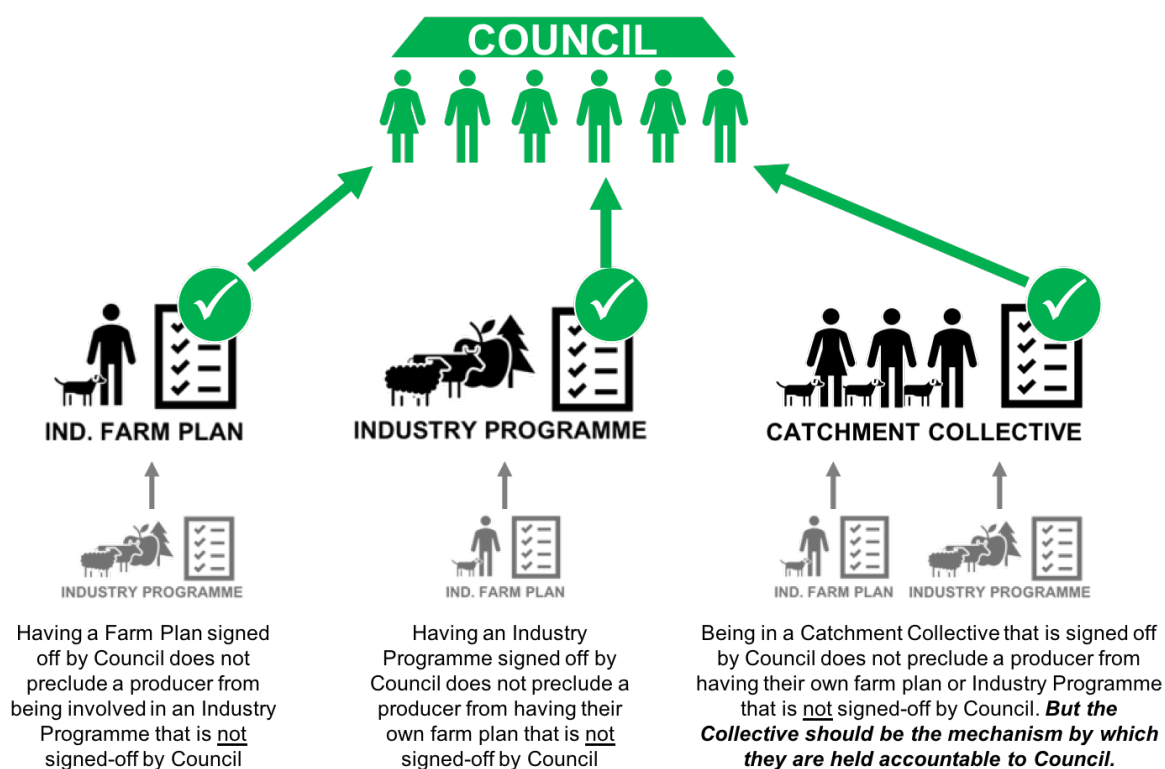 COUNCIL
IND. FARM PLAN
INDUSTRY PROGRAMME
CATCHMENT COLLECTIVE
INDUSTRY PROGRAMME
IND. FARM PLAN
IND. FARM PLAN
INDUSTRY PROGRAMME
Having a Farm Plan signed
off by Council does not
preclude a producer from
being involved in an Industry
Programme that is not
signed-off by Council
Having an Industry
Programme signed off by
Council does not preclude a
producer from having their
own farm plan that is not
signed-off by Council
Being in a Catchment Collective that is signed off
by Council does not preclude a producer from
having their own farm plan or Industry Programme
that is not signed-off by Council. But the
Collective should be the mechanism by which
they are held accountable to Council.